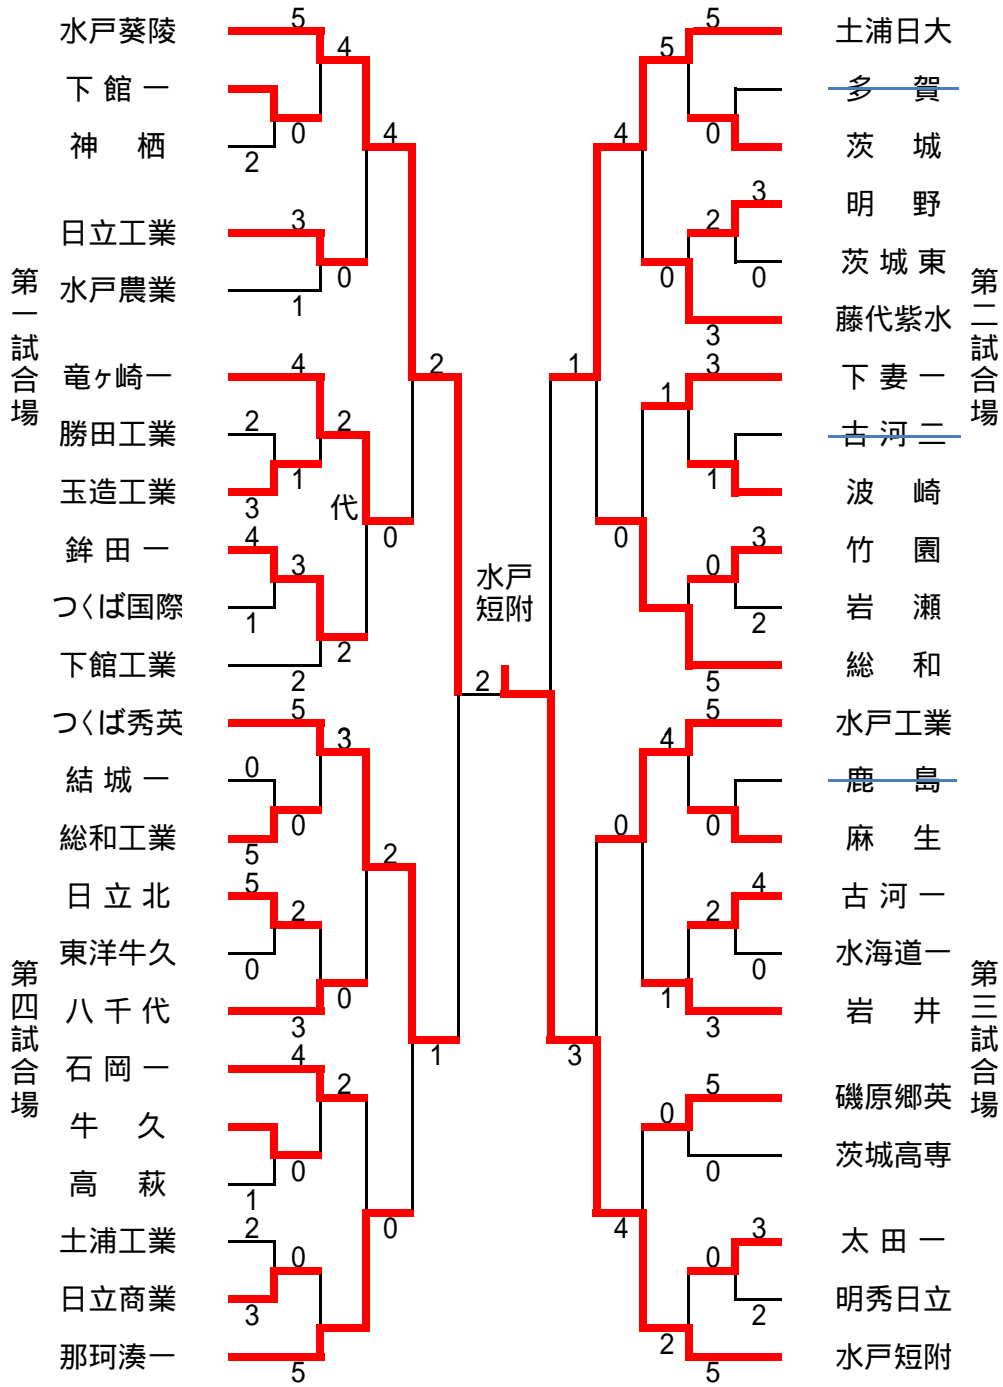 第一試合場
水戸葵陵
5
4
下館一
0
神栖
2
4
日立工業
3
0
水戸農業
1
2
竜ヶ崎一
4
2
勝田工業
2
1
玉造工業
3
代
0
鉾田一
4
3
つくば国際
1
2
下館工業
2
第四試合場
つくば秀英
5
3
結城一
0
0
総和工業
5
2
日立北
5
2
東洋牛久
0
0
八千代
3
1
石岡一
4
2
牛久
0
高萩
1
0
土浦工業
2
0
日立商業
3
那珂湊一
5
水戸
短附
2
第二試合場
土浦日大
5
5
多賀
0
茨城
4
明野
3
2
茨城東
0
0
藤代紫水
3
1
下妻一
3
1
古河二
1
波崎
0
竹園
3
0
岩瀬
2
総和
5
第三試合場
水戸工業
5
4
鹿島
0
麻生
0
古河一
4
2
水海道一
0
1
岩井
3
3
磯原郷英
5
0
茨城高専
0
4
太田一
3
0
明秀日立
2
2
水戸短附
5